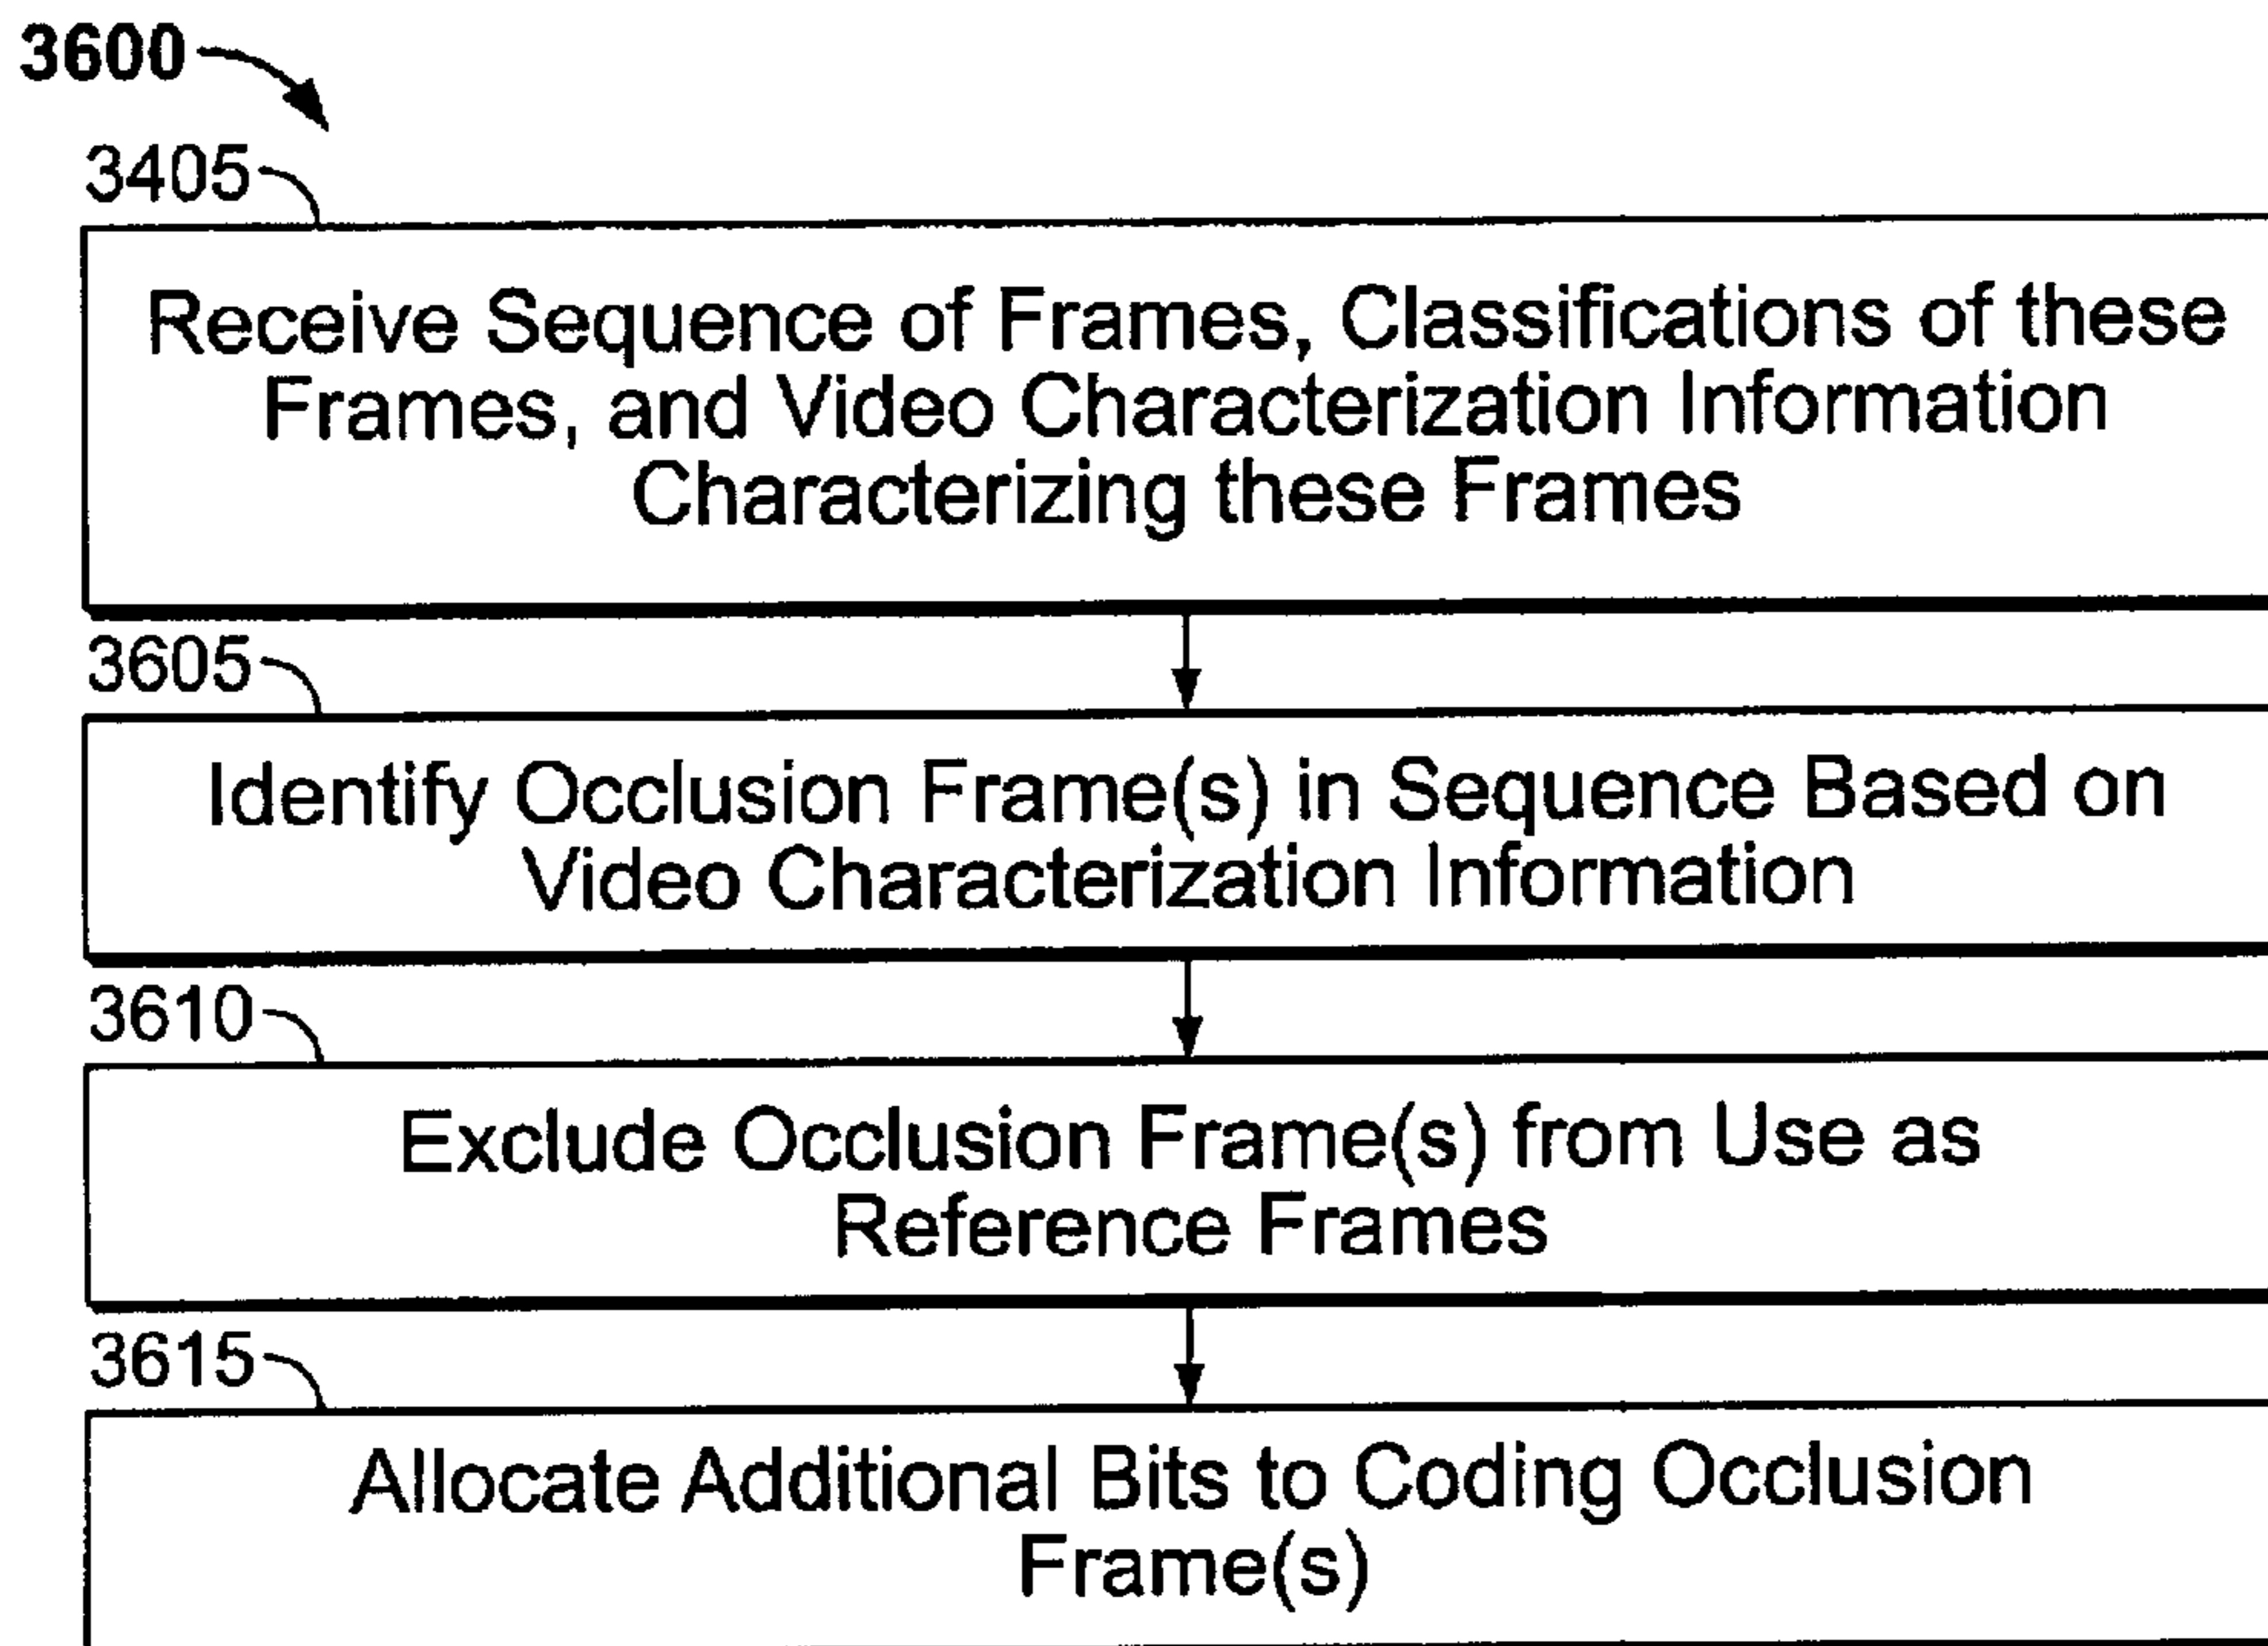 3600
3405
Receive Sequence of Frames, Classifications of these
Frames, and Video Characterization Information
Characterizing these Frames
3605
Identify Occlusion Frame(s) in Sequence Based on
Video Characterization Information
3610
Exclude Occlusion Frame(s) from Use as
Reference Frames
3615
Allocate Additional Bits to Coding Occlusion
Frame(s)